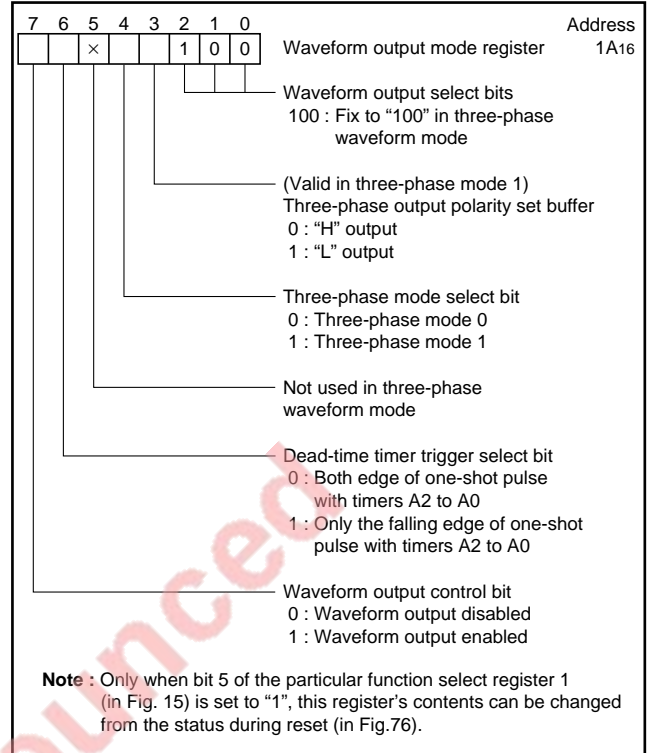 7 6 5 4 3 2 1 0 Address
× 1 0 0 Waveform output mode register 1A16
Waveform output select bits
100 : Fix to “100” in three-phase
waveform mode
(Valid in three-phase mode 1)
Three-phase output polarity set buffer
0 : “H” output
1 : “L” output
Three-phase mode select bit
0 : Three-phase mode 0
1 : Three-phase mode 1
Not used in three-phase
waveform mode
Dead-time timer trigger select bit
0 : Both edge of one-shot pulse
with timers A2 to A0
1 : Only the falling edge of one-shot
pulse with timers A2 to A0
Waveform output control bit
0 : Waveform output disabled
1 : Waveform output enabled
Note : Only when bit 5 of the particular function select register 1
(in Fig. 15) is set to “1”, this register’s contents can be changed
from the status during reset (in Fig.76).
ounced